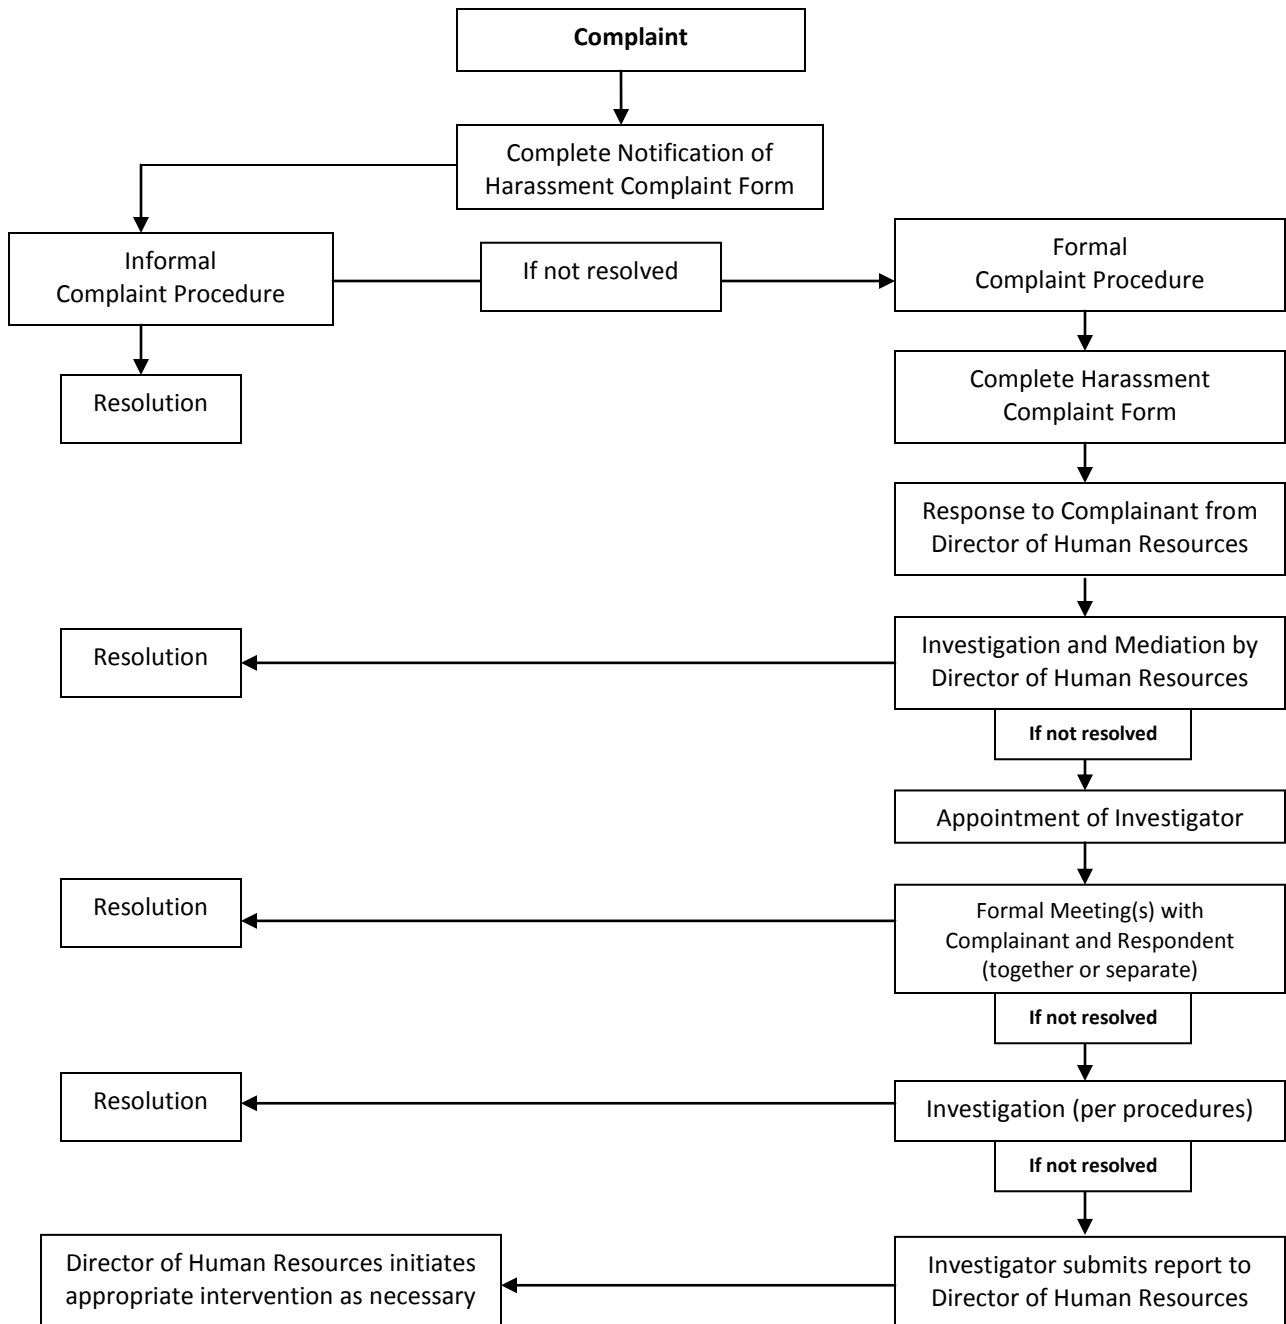 Complaint
Complete Notification of
Harassment Complaint Form
Informal
Complaint Procedure
If not resolved
Formal
Complaint Procedure
Resolution
Complete Harassment
Complaint Form
Response to Complainant from
Director of Human Resources
Resolution
Investigation and Mediation by
Director of Human Resources
If not resolved
Appointment of Investigator
Resolution
Formal Meeting(s) with
Complainant and Respondent
(together or separate)
If not resolved
Resolution
Investigation (per procedures)
If not resolved
Director of Human Resources initiates
appropriate intervention as necessary
Investigator submits report to
Director of Human Resources